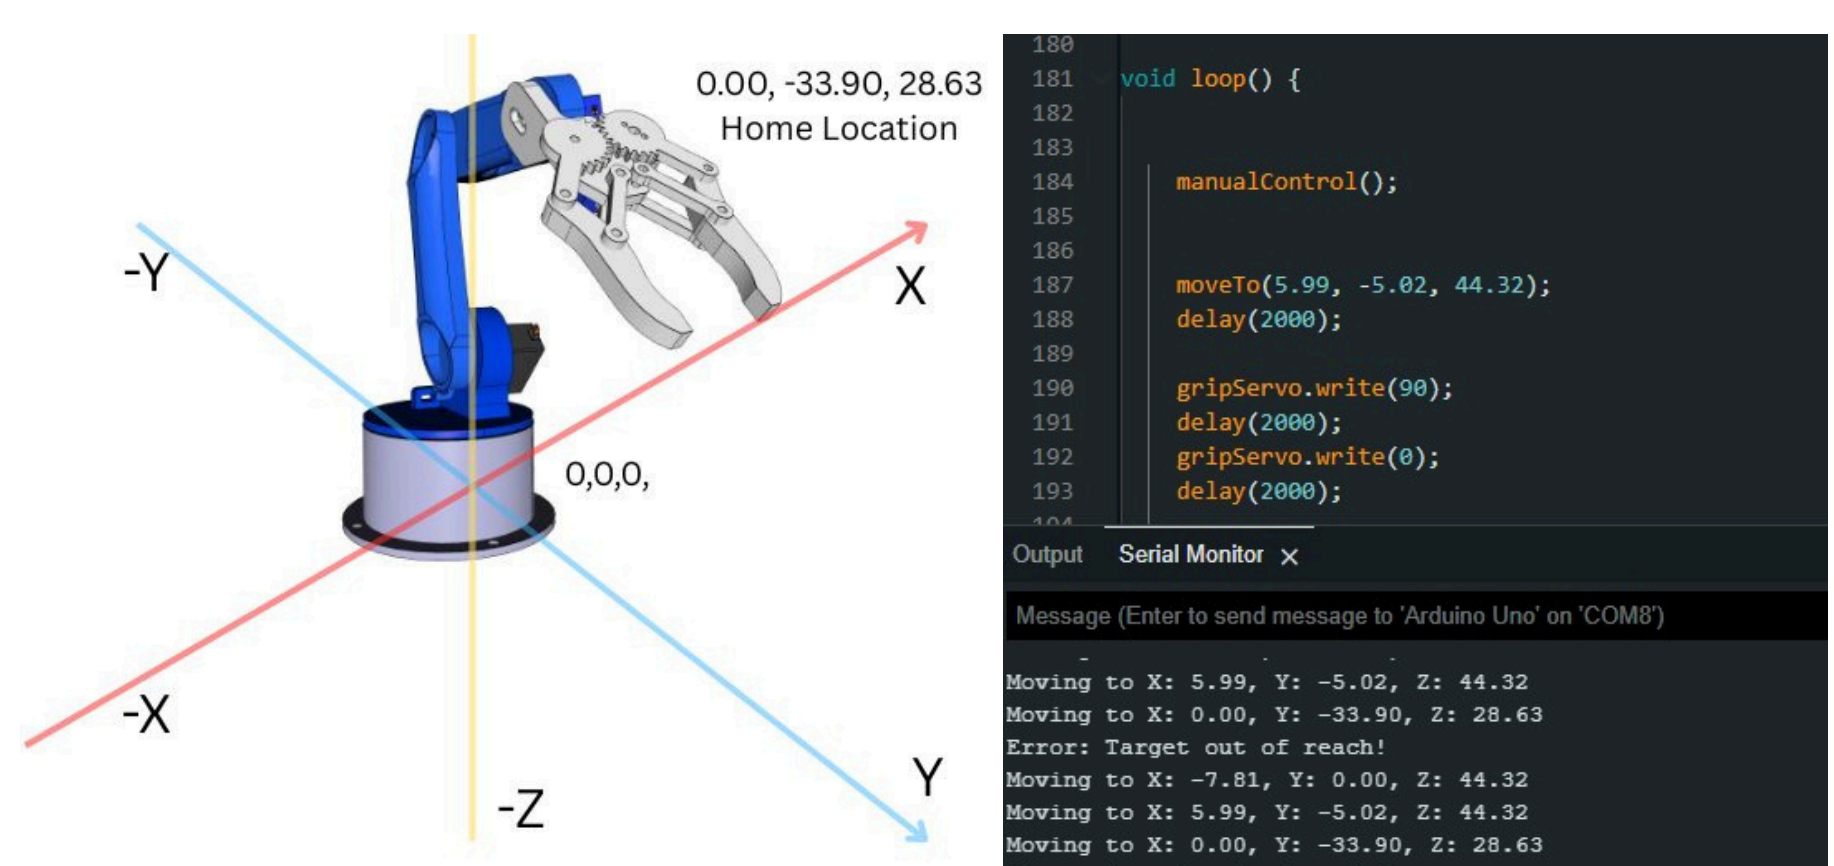 0.00, -33.90, 28.63
Home Location
-Y
X
0,0,0,
-X
Y
-Z
180
181 void loop() {
182
183
184 manualControl();
185
186
187 moveTo(5.99, -5.02, 44.32);
188 delay(2000);
189
190 gripServo.write(90);
191 delay(2000);
192 gripServo.write(0);
193 delay(2000);
Output Serial Monitor ×
Message (Enter to send message to 'Arduino Uno' on 'COM8')
Moving to X: 5.99, Y: -5.02, Z: 44.32
Moving to X: 0.00, Y: -33.90, Z: 28.63
Error: Target out of reach!
Moving to X: -7.81, Y: 0.00, Z: 44.32
Moving to X: 5.99, Y: -5.02, Z: 44.32
Moving to X: 0.00, Y: -33.90, Z: 28.63